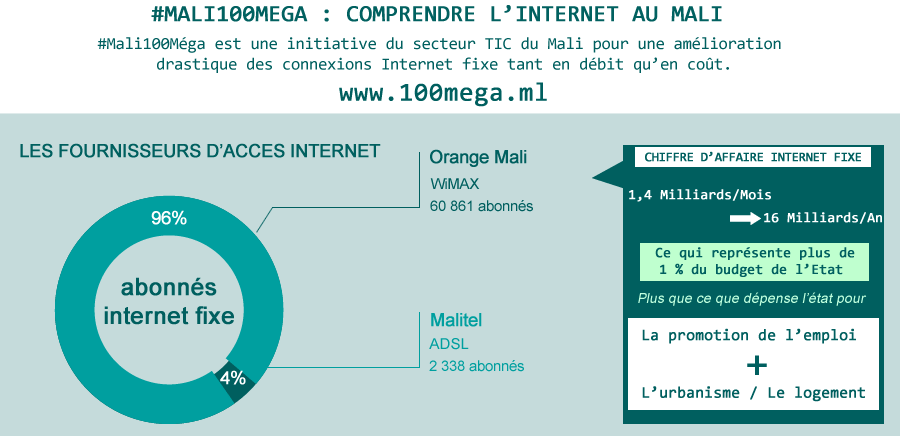 #MALI100MEGA : COMPRENDRE L'INTERNET AU MALI
#Mali100Méga est une initiative du secteur TIC du Mali pour une amélioration
drastique des connexions Internet fixe tant en débit qu'en coût.
www.100mega.ml
LES FOURNISSEURS D'ACCES INTERNET
96%
abonnés
internet fixe
4%
Orange Mali
WiMAX
60 861 abonnés
Malitel
ADSL
2 338 abonnés
CHIFFRE D'AFFAIRE INTERNET FIXE
1,4 Milliards/Mois
16 Milliards/An
Ce qui représente plus de
1 % du budget de l'Etat
Plus que ce que dépense l'état pour
La promotion de l'emploi
+
L'urbanisme / Le logement